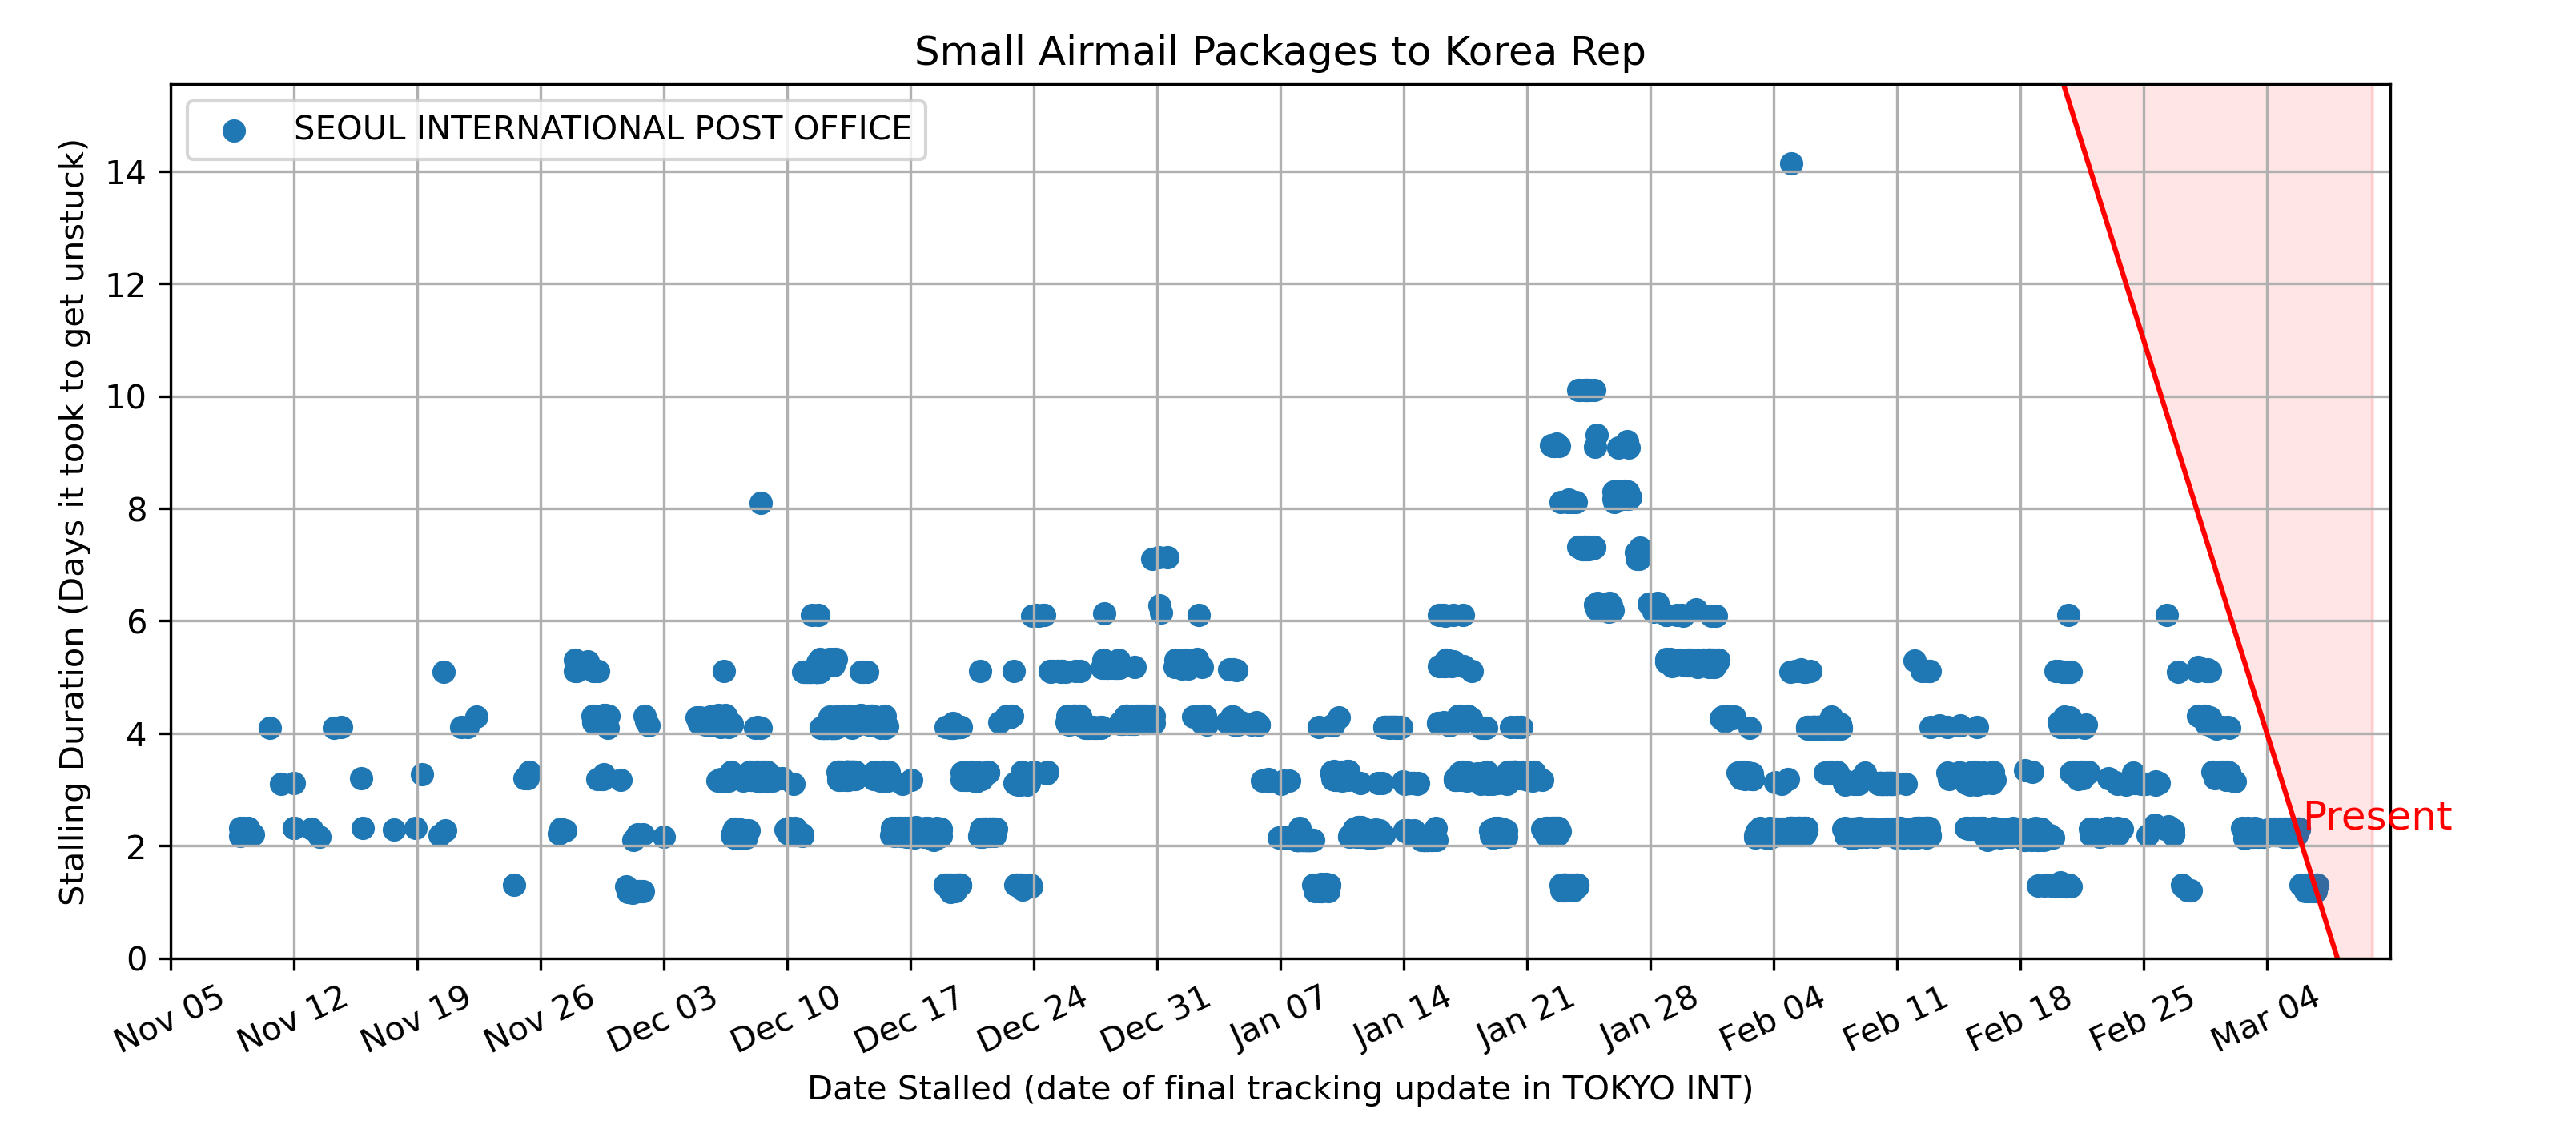 Small Airmail Packages to Korea Rep
SEOUL INTERNATIONAL POST OFFICE
Stalling Duration (Days it took to get unstuck)
14
12
10
8
6
4
2
0
Present
Nov 05
Nov 12
Nov 19
Nov 26
Dec 03
Dec 10
Dec 17
Dec 24
Dec 31
Jan 07
Jan 14
Jan 21
Jan 28
Feb 04
Feb 11
Feb 18
Feb 25
Mar 04
Date Stalled (date of final tracking update in TOKYO INT)